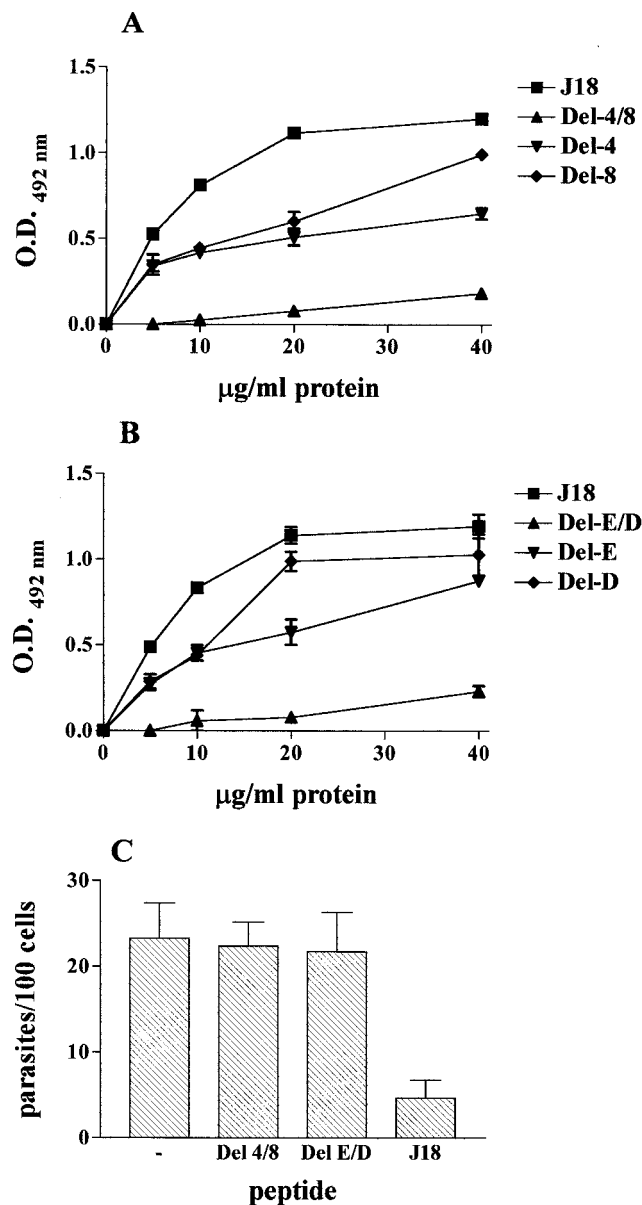 A
1.5
1.0
0.5
0.0
O.D. 492 nm
0
10
20
30
40
µg/ml protein
J18
Del-4/8
Del-4
Del-8
B
1.5
1.0
0.5
0.0
O.D. 492 nm
0
10
20
30
40
µg/ml protein
J18
Del-E/D
Del-E
Del-D
C
30
20
10
0
parasites/100 cells
-
Del 4/8
Del E/D
J18
peptide